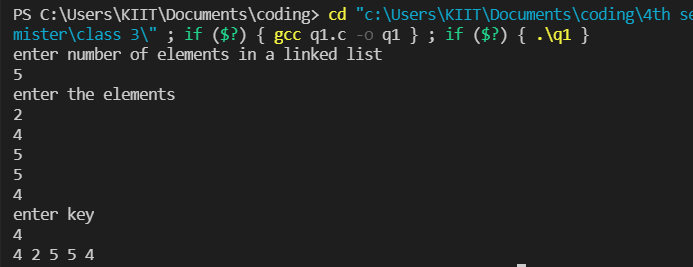 PS C:\Users\KIIT\Documents\coding> cd "c:\Users\KIIT\Documents\coding\4th se
mister\class 3\" ; if ($?) { gcc q1.c -o q1 } ; if ($?) { .\q1 }
enter number of elements in a linked list
5
enter the elements
2
4
5
5
4
enter key
4
4 2 5 5 4